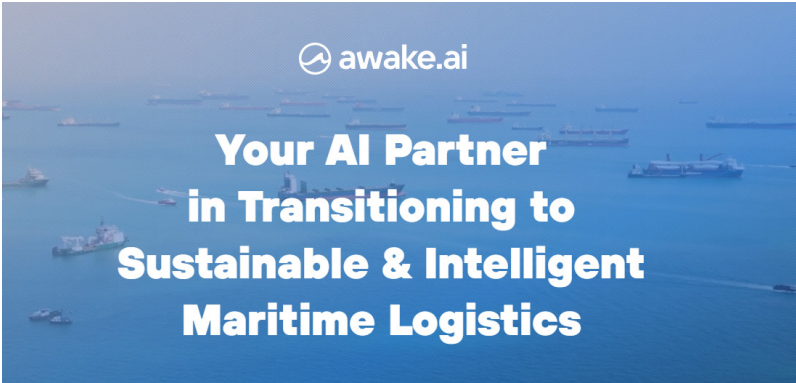 awake.ai
Your AI Partner
in Transitioning to
Sustainable & Intelligent
Maritime Logistics